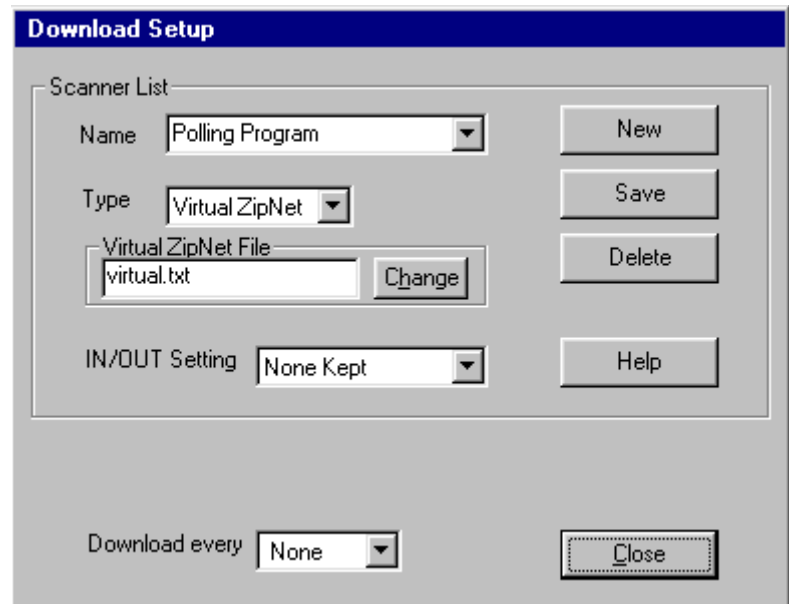 Download Setup
Scanner List
Name Polling Program New
Type Virtual ZipNet Save
Virtual ZipNet File
virtual.txt Change Delete
IN/OUT Setting None Kept Help
Download every None Close